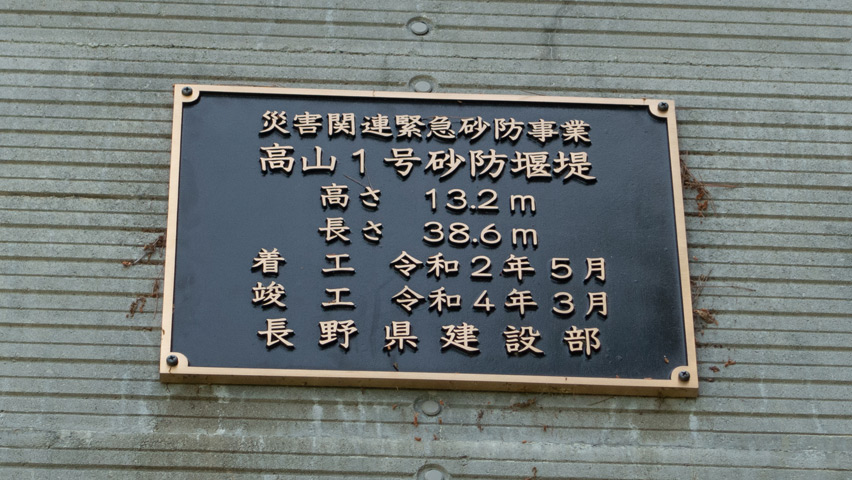 災害関連緊急砂防事業
高山1号砂防堰堤
高さ 13.2m
長さ 38.6m
着工 令和2年5月
竣工 令和4年3月
長野県建設部